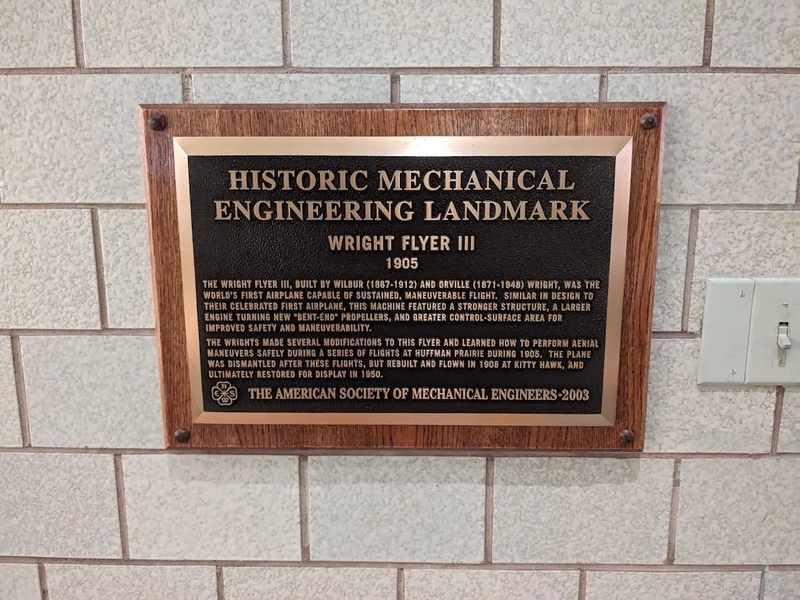 HISTORIC MECHANICAL
ENGINEERING LANDMARK
WRIGHT FLYER III
1905
THE WRIGHT FLYER III, BUILT BY WILBUR (1887-1912) AND ORVILLE (1871-1948) WRIGHT, WAS THE
WORLD'S FIRST AIRPLANE CAPABLE OF SUSTAINED, MANEUVERABLE FLIGHT. SIMILAR IN DESIGN TO
THEIR CELEBRATED FIRST AIRPLANE, THIS MACHINE FEATURED A STRONGER STRUCTURE, A LARGER
ENGINE TURNING NEW "BENT-END" PROPELLERS, AND GREATER CONTROL-SURFACE AREA FOR
IMPROVED SAFETY AND MANEUVERABILITY.
THE WRIGHTS MADE SEVERAL MODIFICATIONS TO THIS FLYER AND LEARNED HOW TO PERFORM AERIAL
MANEUVERS SAFELY DURING A SERIES OF FLIGHTS AT HUFFMAN PRAIRIE DURING 1905. THE PLANE
WAS DISMANTLED AFTER THESE FLIGHTS, BUT REBUILT AND FLOWN IN 1908 AT KITTY HAWK, AND
ULTIMATELY RESTORED FOR DISPLAY IN 1950.
THE AMERICAN SOCIETY OF MECHANICAL ENGINEERS-2003